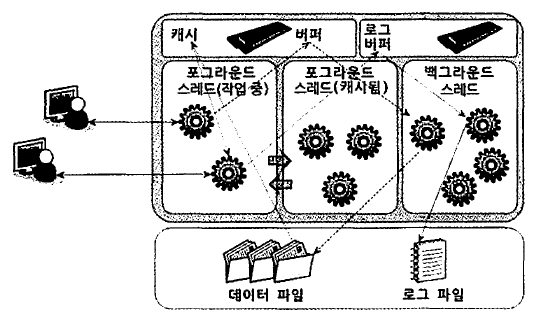 캐시
버퍼
로그
버퍼
포그라운드
스레드(작업 중)
포그라운드
스레드(캐시됨)
백그라운드
스레드
데이터 파일
로그 파일